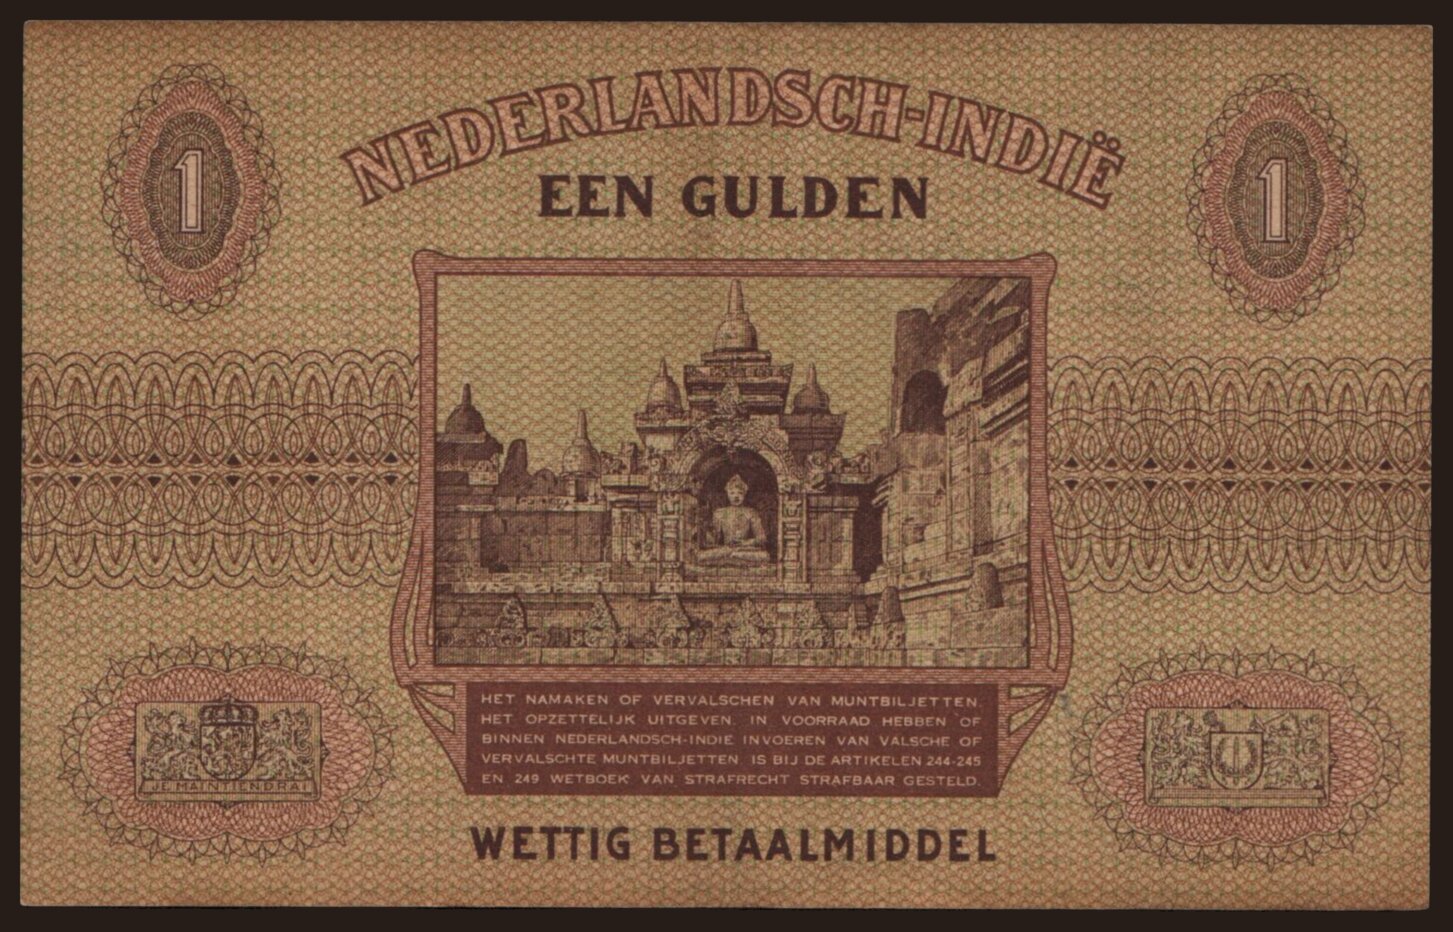 NEDERLANDSCH-INDIË
EEN GULDEN
1
1
HET NAMAKEN OF VERVALSCHEN VAN MUNTBILJETTEN.
HET OPZETTELIJK UITGEVEN. IN VOORRAAD HEBBEN OF
BINNEN NEDERLANDSCH-INDIE INVOEREN VAN VALSCHE OF
VERVALSCHTE MUNTBILJETTEN IS BIJ DE ARTIKELEN 244-245
EN 249 WETBOEK VAN STRAFRECHT STRAFBAAR GESTELD.
JE MAINTIENDRAI
WETTIG BETAALMIDDEL